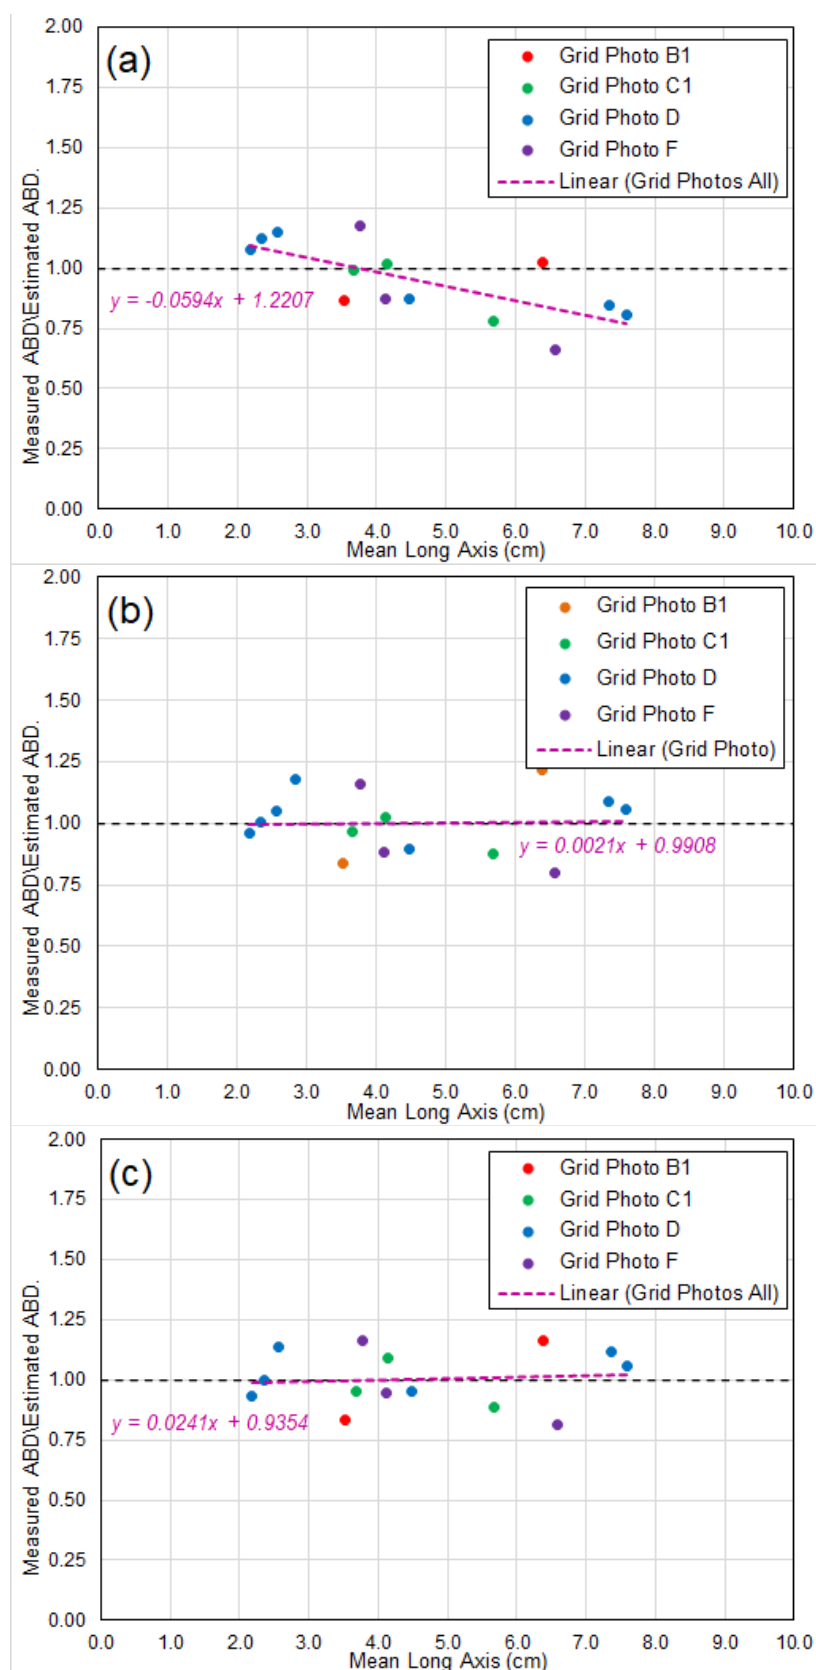 (a)
2.00
1.75
1.50
1.25
1.00
0.75
0.50
0.25
0.00
Measured ABD\Estimated ABD.
Grid Photo B1
Grid Photo C1
Grid Photo D
Grid Photo F
Linear (Grid Photos All)
y = -0.0594x + 1.2207
0.0 1.0 2.0 3.0 4.0 5.0 6.0 7.0 8.0 9.0 10.0
Mean Long Axis (cm)
(b)
2.00
1.75
1.50
1.25
1.00
0.75
0.50
0.25
0.00
Measured ABD\Estimated ABD.
Grid Photo B1
Grid Photo C1
Grid Photo D
Grid Photo F
Linear (Grid Photo)
y = 0.0021x + 0.9908
0.0 1.0 2.0 3.0 4.0 5.0 6.0 7.0 8.0 9.0 10.0
Mean Long Axis (cm)
(c)
2.00
1.75
1.50
1.25
1.00
0.75
0.50
0.25
0.00
Measured ABD\Estimated ABD.
Grid Photo B1
Grid Photo C1
Grid Photo D
Grid Photo F
Linear (Grid Photos All)
y = 0.0241x + 0.9354
0.0 1.0 2.0 3.0 4.0 5.0 6.0 7.0 8.0 9.0 10.0
Mean Long Axis (cm)